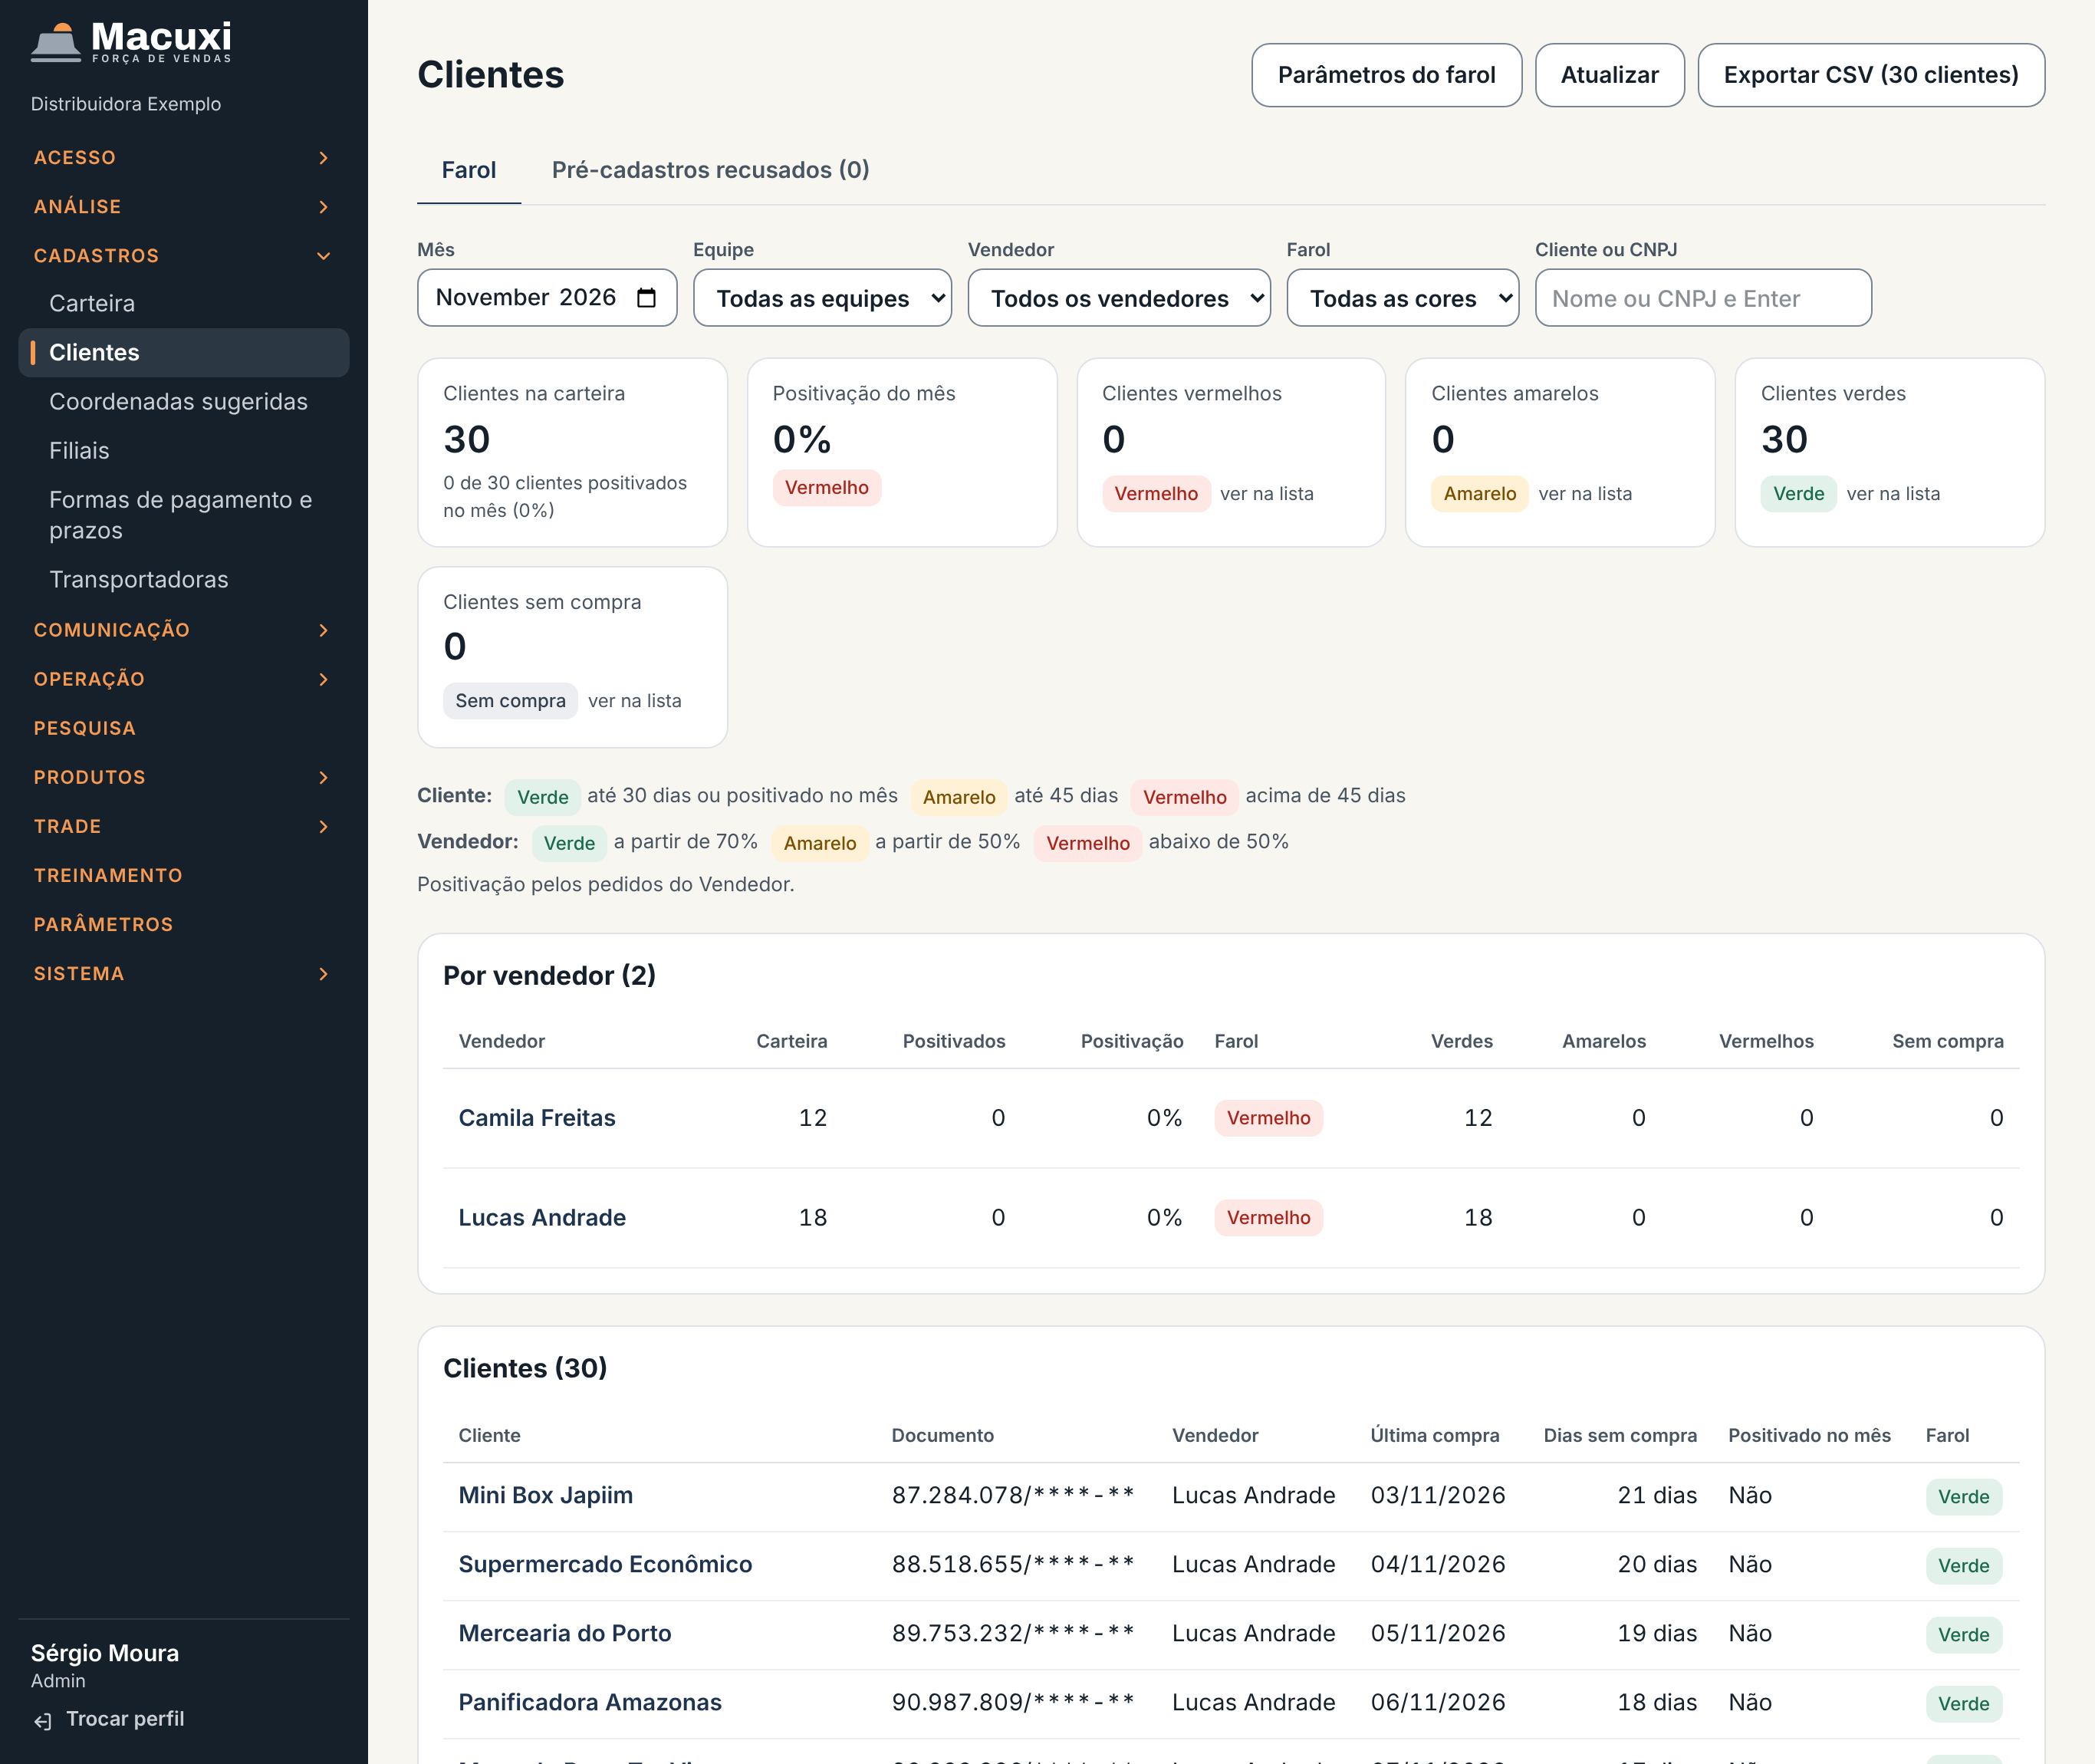 Macuxi
FORÇA DE VENDAS
Distribuidora Exemplo
ACESSO
ANÁLISE
CADASTROS
Carteira
Clientes
Coordenadas sugeridas
Filiais
Formas de pagamento e
prazos
Transportadoras
COMUNICAÇÃO
OPERAÇÃO
PESQUISA
PRODUTOS
TRADE
TREINAMENTO
PARÂMETROS
SISTEMA
Sérgio Moura
Admin
Trocar perfil
Clientes
Parâmetros do farol
Atualizar
Exportar CSV (30 clientes)
Farol
Pré-cadastros recusados (0)
Mês
Equipe
Vendedor
Farol
Cliente ou CNPJ
November 2026
Todas as equipes
Todos os vendedores
Todas as cores
Nome ou CNPJ e Enter
Clientes na carteira
30
0 de 30 clientes positivados
no mês (0%)
Positivação do mês
0%
Vermelho
Clientes vermelhos
0
Vermelho ver na lista
Clientes amarelos
0
Amarelo ver na lista
Clientes verdes
30
Verde ver na lista
Clientes sem compra
0
Sem compra ver na lista
Cliente: Verde até 30 dias ou positivado no mês Amarelo até 45 dias Vermelho acima de 45 dias
Vendedor: Verde a partir de 70% Amarelo a partir de 50% Vermelho abaixo de 50%
Positivação pelos pedidos do Vendedor.
Por vendedor (2)
Vendedor Carteira Positivados Positivação Farol Verdes Amarelos Vermelhos Sem compra
Camila Freitas 12 0 0% Vermelho 12 0 0 0
Lucas Andrade 18 0 0% Vermelho 18 0 0 0
Clientes (30)
Cliente Documento Vendedor Última compra Dias sem compra Positivado no mês Farol
Mini Box Japiim 87.284.078/****-** Lucas Andrade 03/11/2026 21 dias Não Verde
Supermercado Econômico 88.518.655/****-** Lucas Andrade 04/11/2026 20 dias Não Verde
Mercearia do Porto 89.753.232/****-** Lucas Andrade 05/11/2026 19 dias Não Verde
Panificadora Amazonas 90.987.809/****-** Lucas Andrade 06/11/2026 18 dias Não Verde